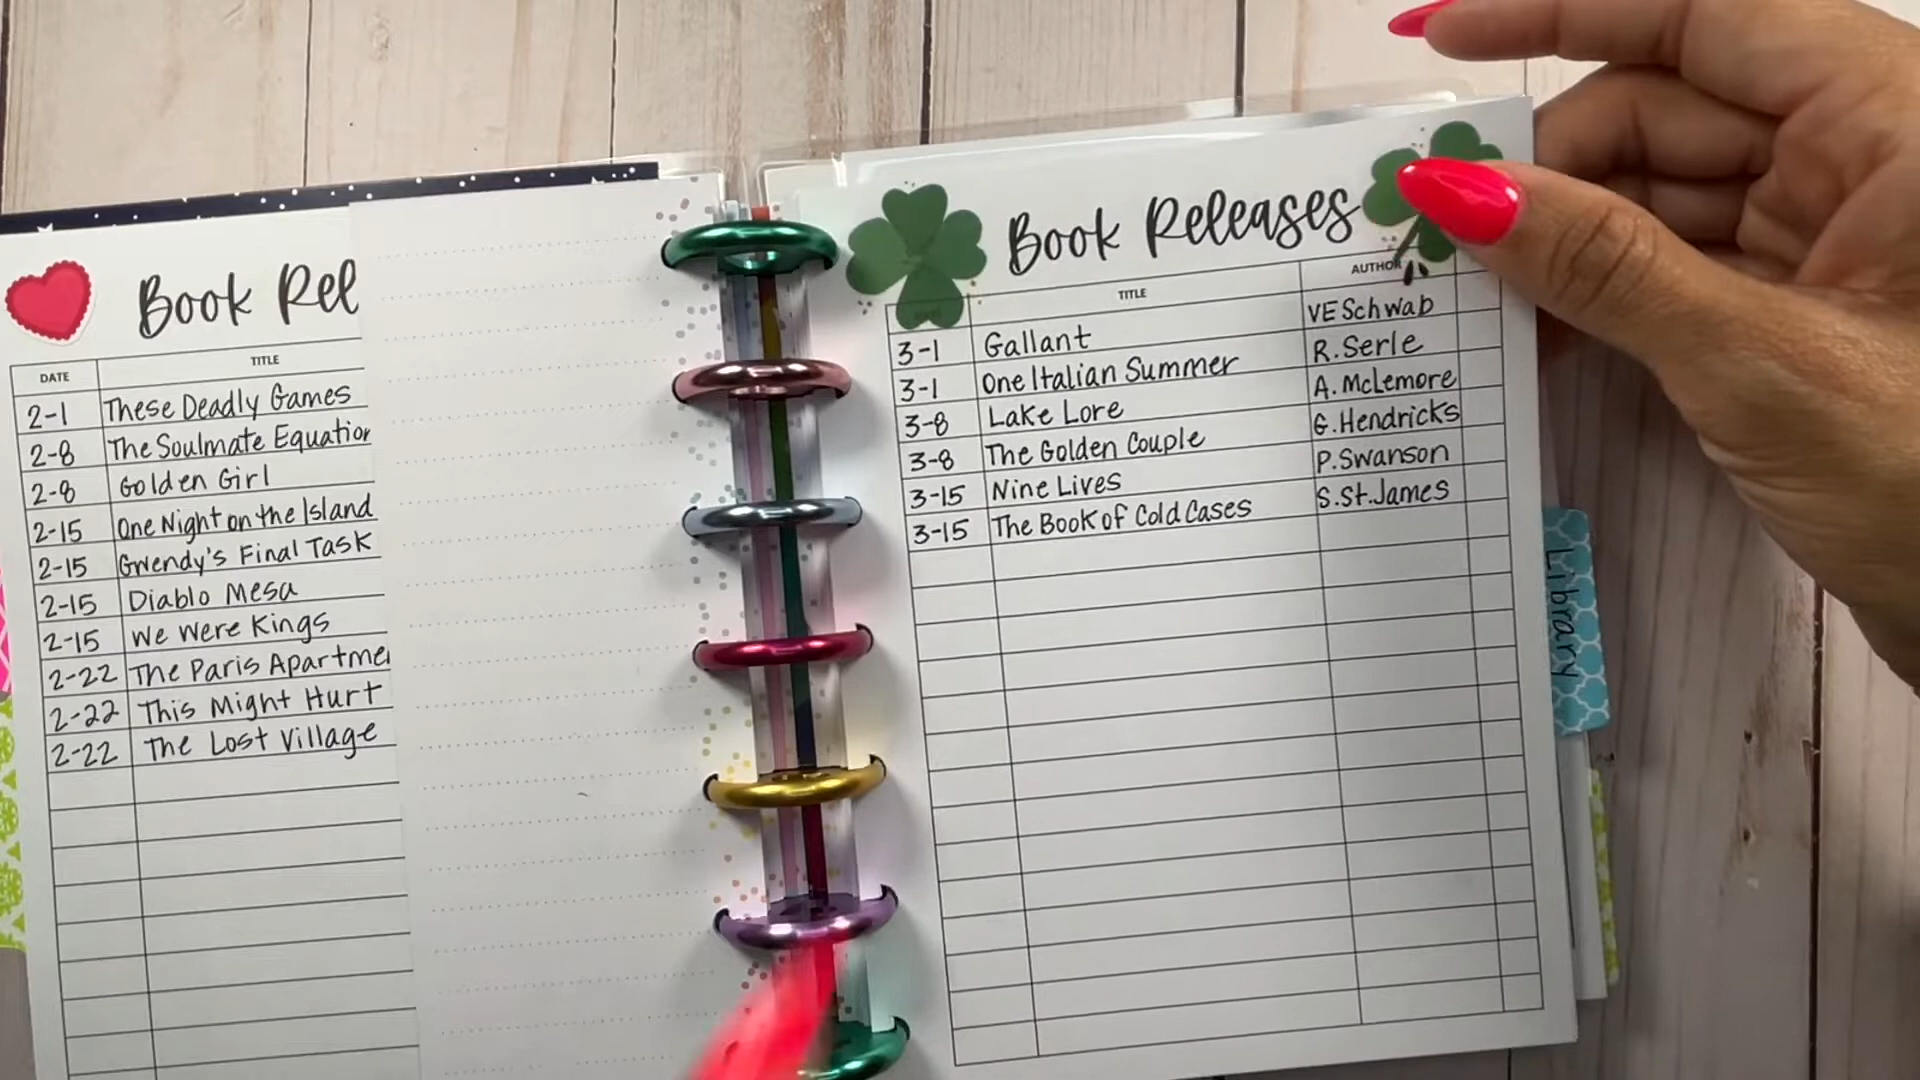 Book Rel
DATE TITLE
2-1 These Deadly Games
2-8 The Soulmate Equation
2-8 Golden Girl
2-15 One Night on the Island
2-15 Gwendy's Final Task
2-15 Diablo Mesa
2-15 We Were Kings
2-22 The Paris Apartme
2-22 This Might Hurt
2-22 The Lost Village
Book Releases
TITLE AUTHOR
3-1 Gallant VE Schwab
3-1 One Italian Summer R. Serle
3-8 Lake Lore A. McLemore
3-8 The Golden Couple G. Hendricks
3-15 Nine Lives P. Swanson
3-15 The Book of Cold Cases S. St. James
Library